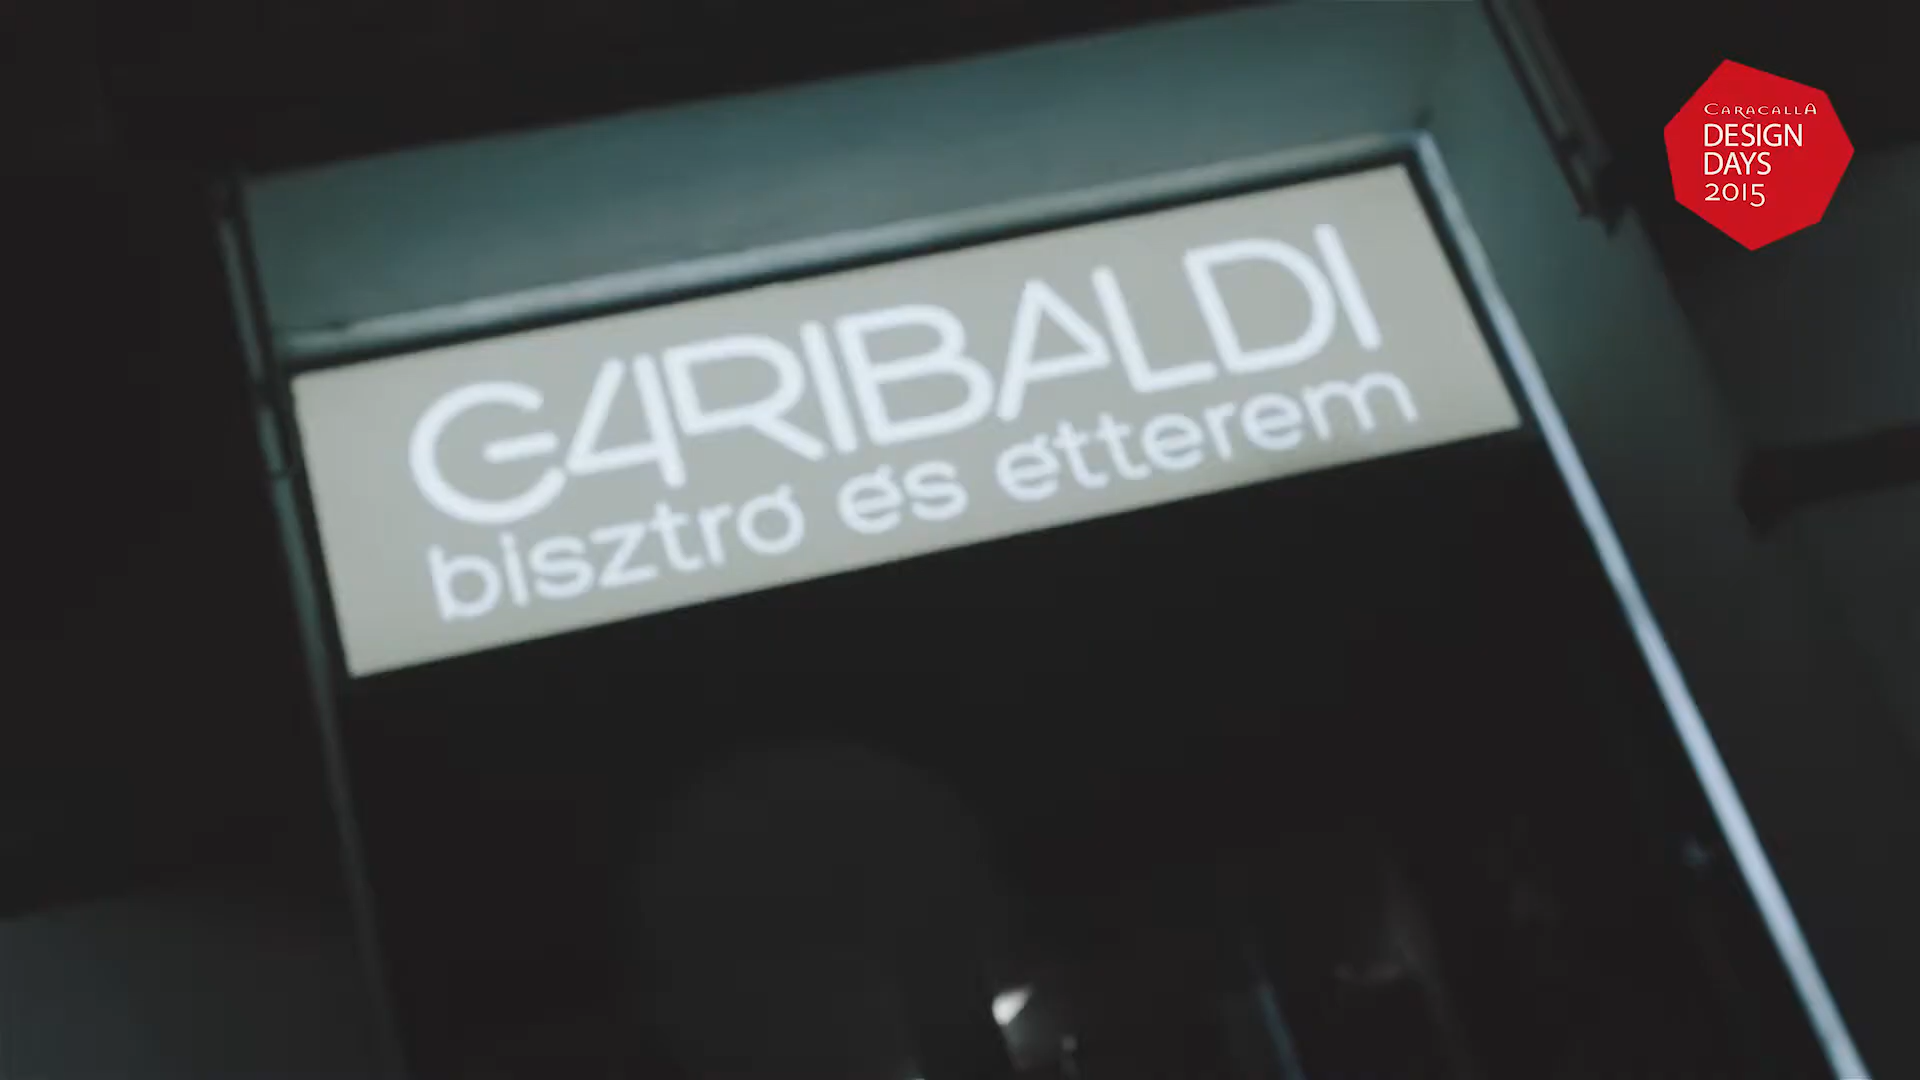 GARIBALDI
bisztró és étterem
CARACALLA
DESIGN
DAYS
2015